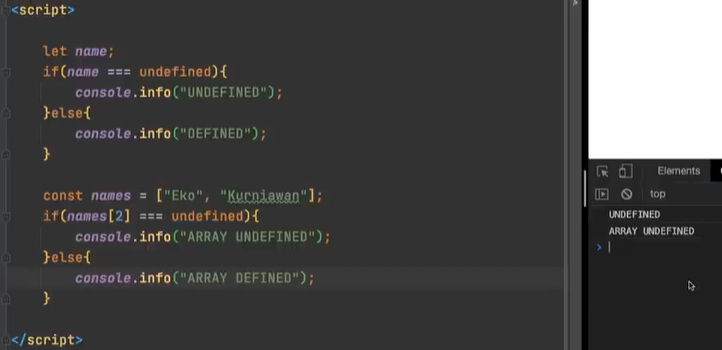 <script>
let name;
if(name === undefined){
console.info("UNDEFINED");
}else{
console.info("DEFINED");
}
const names = ["Eko", "Kurniawan"];
if(names[2] === undefined){
console.info("ARRAY UNDEFINED");
}else{
console.info("ARRAY DEFINED");
}
</script>
Elements
top
UNDEFINED
ARRAY UNDEFINED
>